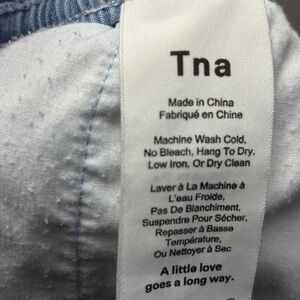 Tna
Made in China
Fabriqué en Chine
Machine Wash Cold,
No Bleach, Hang To Dry,
Low Iron, Or Dry Clean
Laver à La Machine à
L'eau Froide,
Pas De Blanchiment,
Suspendre Pour Sécher,
Repasser à Basse
Température,
Ou Nettoyer à Sec
A little love
goes a long way.